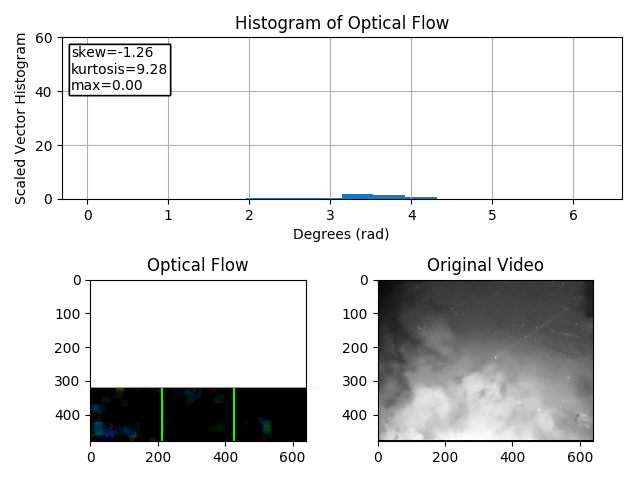 Histogram of Optical Flow
Scaled Vector Histogram
60
40
20
0
skew=-1.26
kurtosis=9.28
max=0.00
0 1 2 3 4 5 6
Degrees (rad)
Optical Flow
0
100
200
300
400
0 200 400 600
Original Video
0
100
200
300
400
0 200 400 600